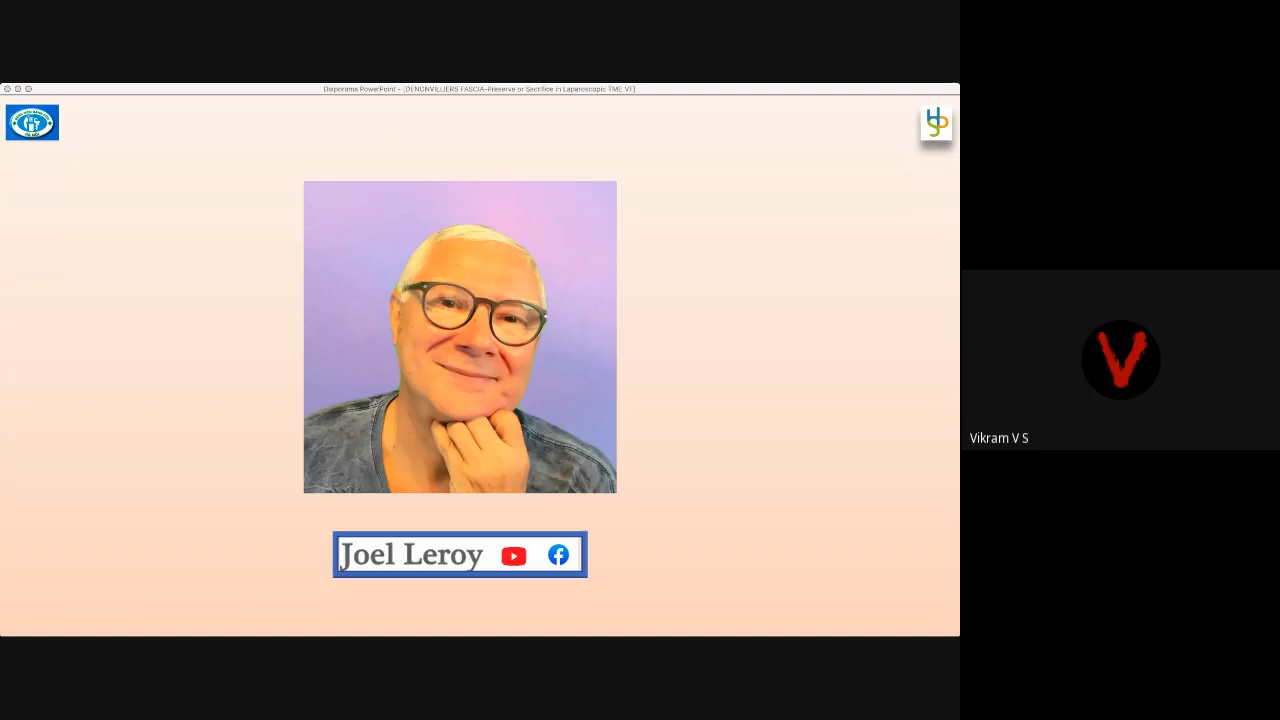 Diaporama PowerPoint - [DENONVILLIERS FASCIA-Preserve or Sacrifice in Laparoscopic TME VF]
Joel Leroy
Vikram V S